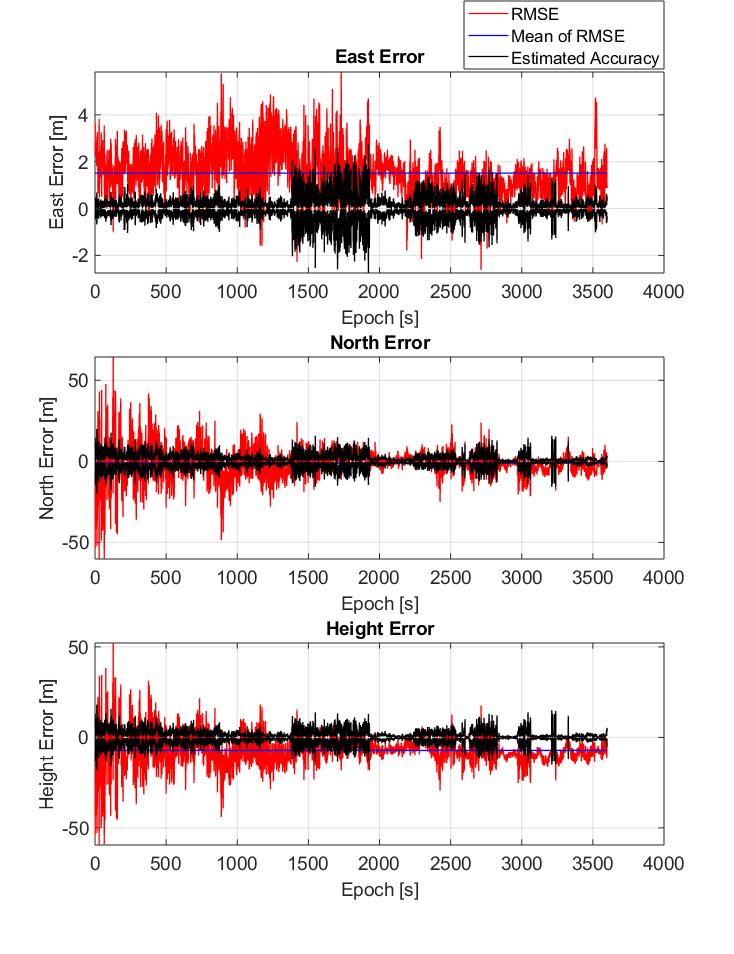 RMSE
Mean of RMSE
Estimated Accuracy
East Error
East Error [m]
4
2
0
-2
0 500 1000 1500 2000 2500 3000 3500 4000
Epoch [s]
North Error
North Error [m]
50
0
-50
0 500 1000 1500 2000 2500 3000 3500 4000
Epoch [s]
Height Error
Height Error [m]
50
0
-50
0 500 1000 1500 2000 2500 3000 3500 4000
Epoch [s]